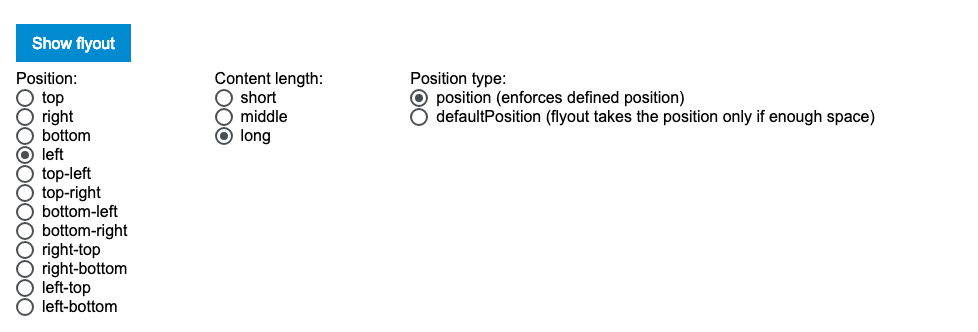 Show flyout
Position:
top
right
bottom
left
top-left
top-right
bottom-left
bottom-right
right-top
right-bottom
left-top
left-bottom
Content length:
short
middle
long
Position type:
position (enforces defined position)
defaultPosition (flyout takes the position only if enough space)